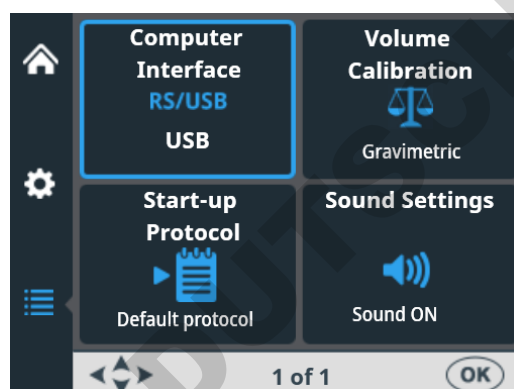 Computer
Interface
RS/USB
USB
Volume
Calibration
Gravimetric
Start-up
Protocol
Default protocol
Sound Settings
Sound ON
1 of 1
OK